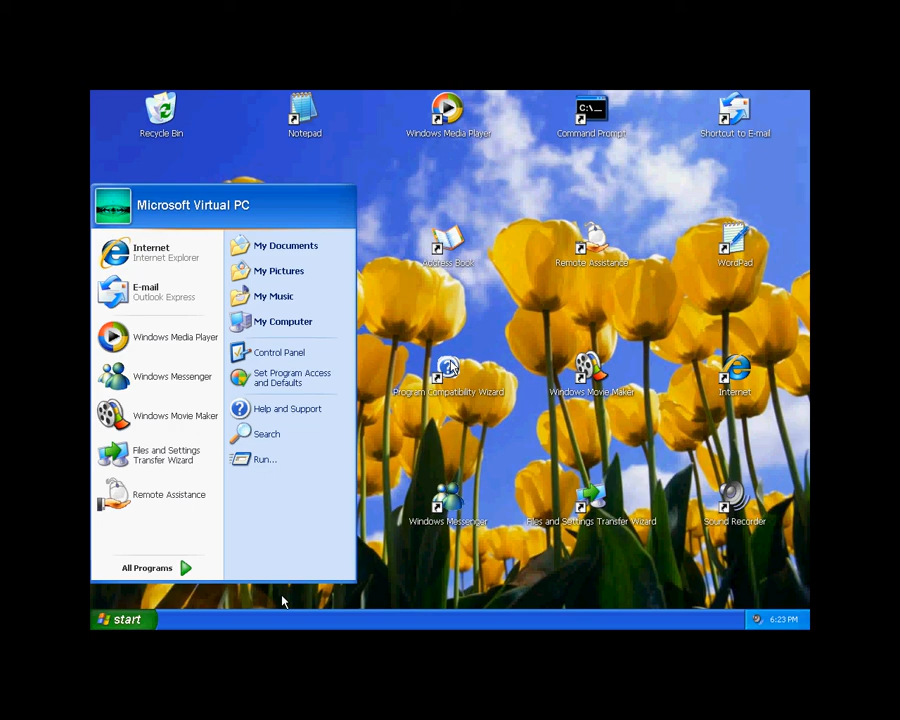 Recycle Bin
Notepad
Windows Media Player
C:\._
Command Prompt
Shortcut to E-mail
Microsoft Virtual PC
Internet
Internet Explorer
E-mail
Outlook Express
Windows Media Player
Windows Messenger
Windows Movie Maker
Files and Settings
Transfer Wizard
Remote Assistance
All Programs
My Documents
My Pictures
My Music
My Computer
Control Panel
Set Program Access
and Defaults
Help and Support
Search
Run...
Address Book
Remote Assistance
WordPad
Program Compatibility Wizard
Windows Movie Maker
Internet
Windows Messenger
Files and Settings Transfer Wizard
Sound Recorder
start
6:23 PM